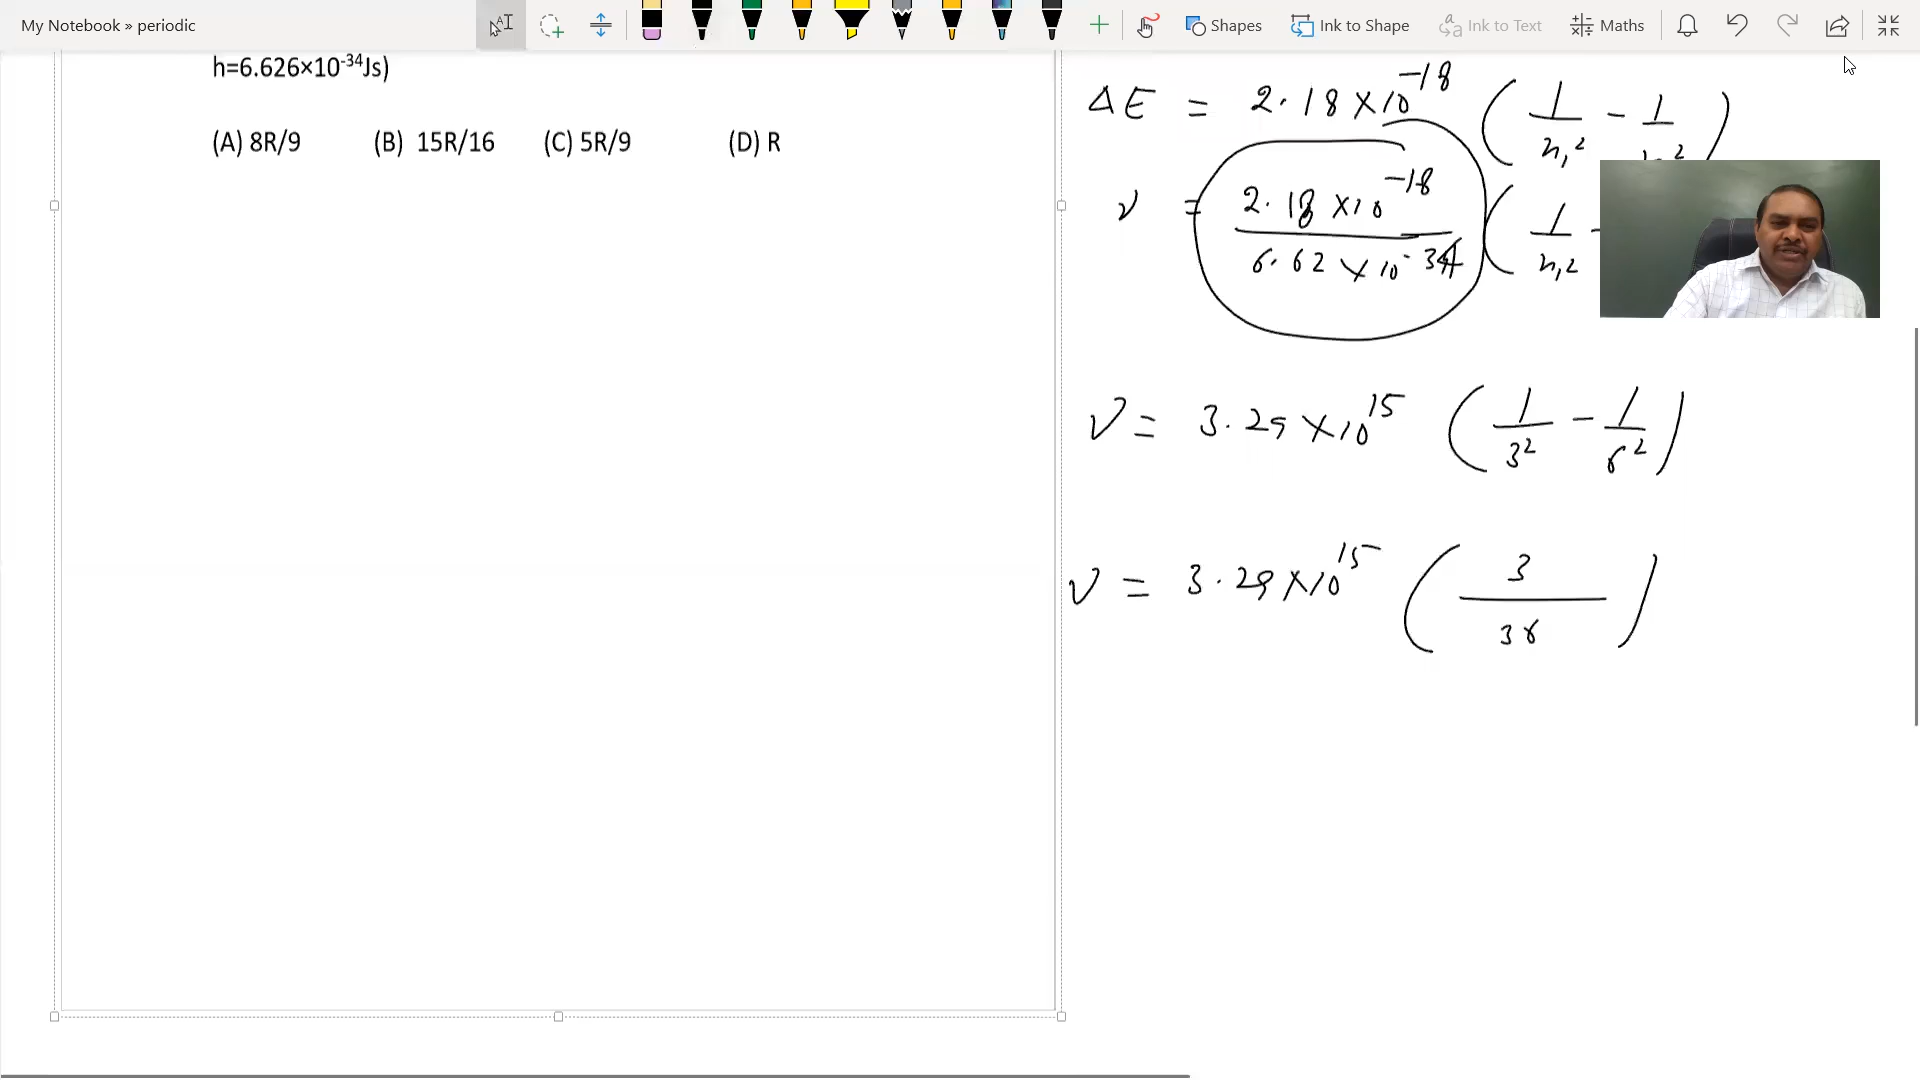 My Notebook » periodic
Shapes Ink to Shape Ink to Text Maths
h=6.626×10⁻³⁴Js)
(A) 8R/9 (B) 15R/16 (C) 5R/9 (D) R
ΔE = 2.18 × 10⁻¹⁸ (1/n₁² - 1/
ν = 2.18 × 10⁻¹⁸ / 6.62 × 10⁻³⁴ (1/n₁² -
ν = 3.29 × 10¹⁵ (1/3² - 1/6²)
ν = 3.29 × 10¹⁵ (3/36)